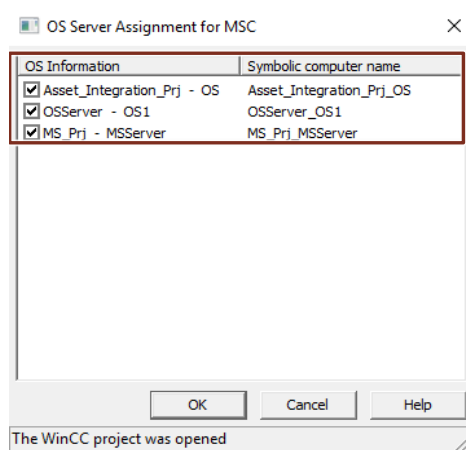 OS Server Assignment for MSC
OS Information Symbolic computer name
Asset_Integration_Prj - OS Asset_Integration_Prj_OS
OSServer - OS1 OSServer_OS1
MS_Prj - MSServer MS_Prj_MSServer
OK Cancel Help
The WinCC project was opened